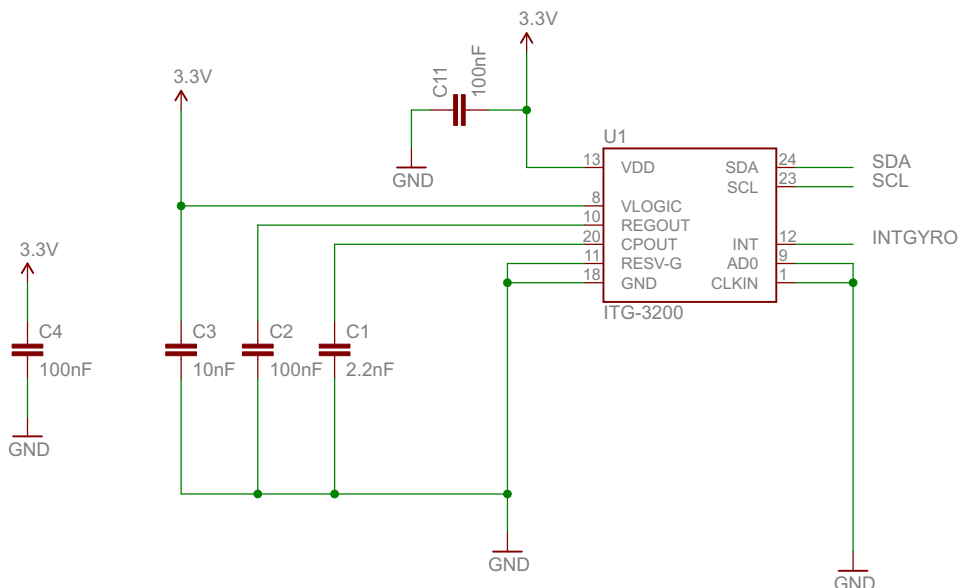 3.3V
3.3V
C11
100nF
GND
U1
13
VDD
SDA
24
SDA
SCL
23
SCL
8
VLOGIC
10
REGOUT
20
CPOUT
INT
12
INTGYRO
11
RESV-G
AD0
9
18
GND
CLKIN
1
ITG-3200
3.3V
C4
100nF
GND
C3
10nF
C2
100nF
C1
2.2nF
GND
GND